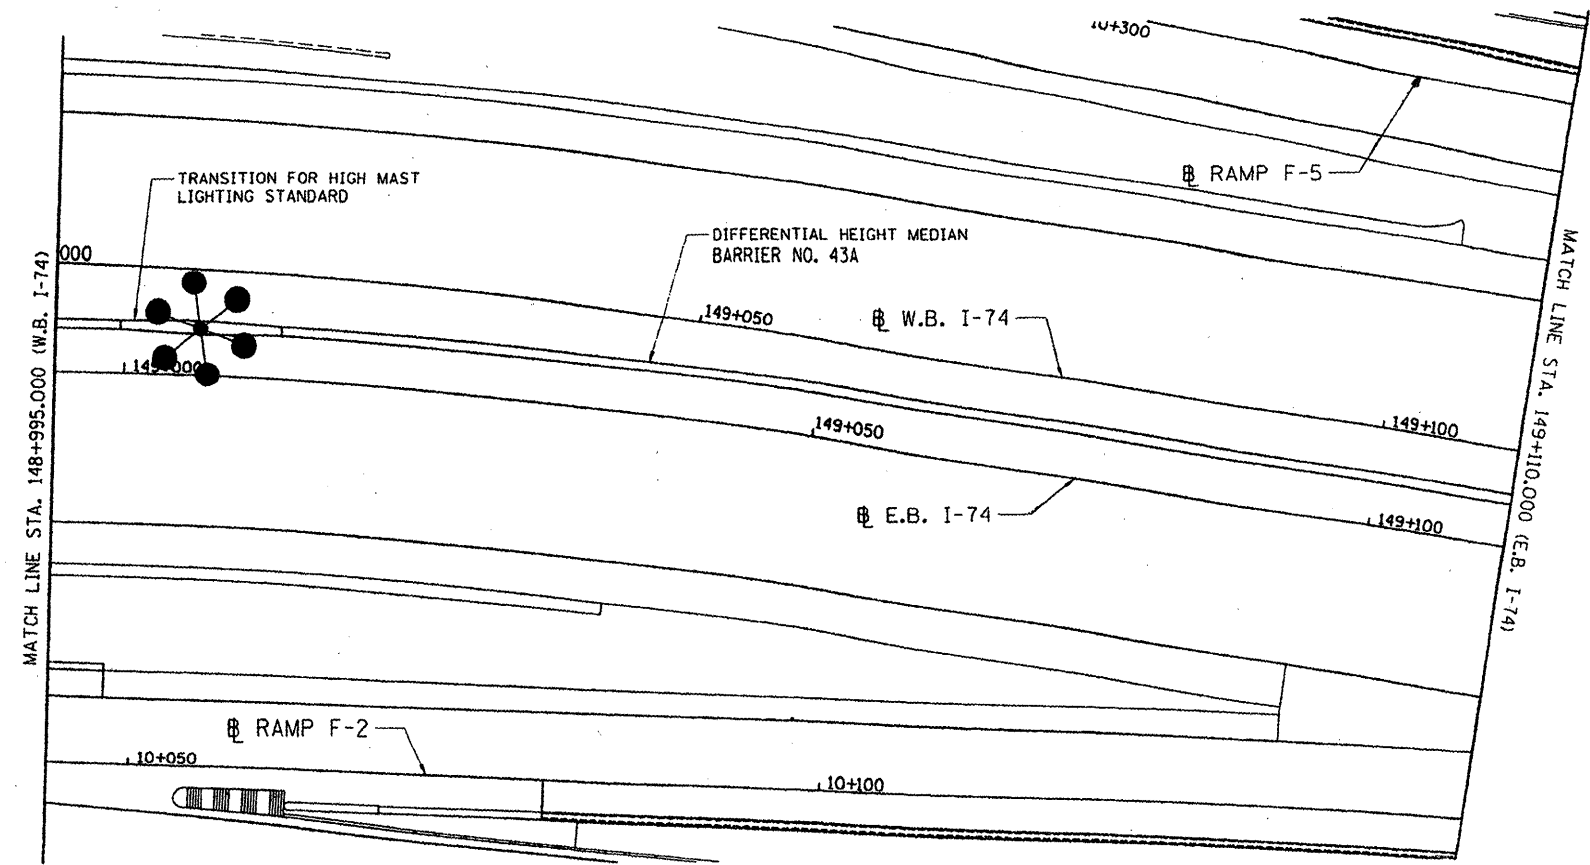 10+300
℄ RAMP F-5
TRANSITION FOR HIGH MAST
LIGHTING STANDARD
DIFFERENTIAL HEIGHT MEDIAN
BARRIER NO. 43A
000
149+050
℄ W.B. I-74
149+000
149+050
149+100
℄ E.B. I-74
149+100
MATCH LINE STA. 148+995.000 (W.B. I-74)
MATCH LINE STA. 149+110.000 (E.B. I-74)
℄ RAMP F-2
10+050
10+100